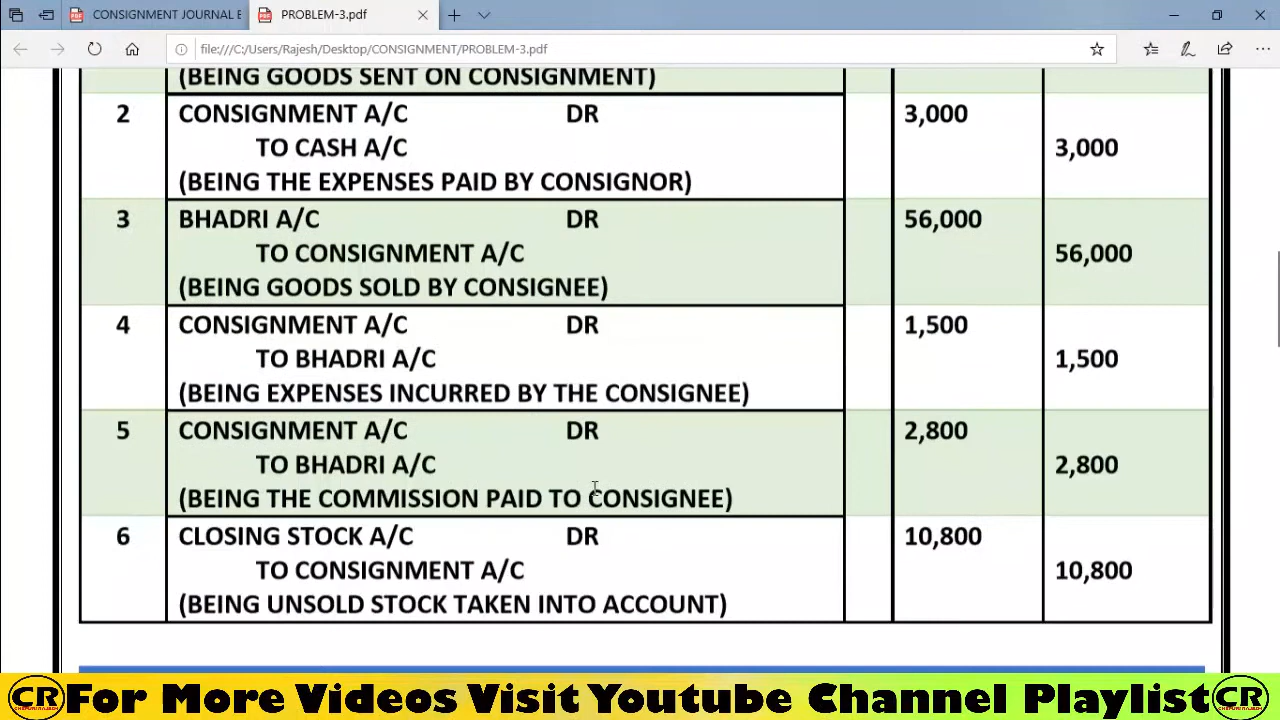 CONSIGNMENT JOURNAL E
PROBLEM-3.pdf
file:///C:/Users/Rajesh/Desktop/CONSIGNMENT/PROBLEM-3.pdf
(BEING GOODS SENT ON CONSIGNMENT)
2 CONSIGNMENT A/C DR 3,000
TO CASH A/C 3,000
(BEING THE EXPENSES PAID BY CONSIGNOR)
3 BHADRI A/C DR 56,000
TO CONSIGNMENT A/C 56,000
(BEING GOODS SOLD BY CONSIGNEE)
4 CONSIGNMENT A/C DR 1,500
TO BHADRI A/C 1,500
(BEING EXPENSES INCURRED BY THE CONSIGNEE)
5 CONSIGNMENT A/C DR 2,800
TO BHADRI A/C 2,800
(BEING THE COMMISSION PAID TO CONSIGNEE)
6 CLOSING STOCK A/C DR 10,800
TO CONSIGNMENT A/C 10,800
(BEING UNSOLD STOCK TAKEN INTO ACCOUNT)
CR For More Videos Visit Youtube Channel Playlist CR